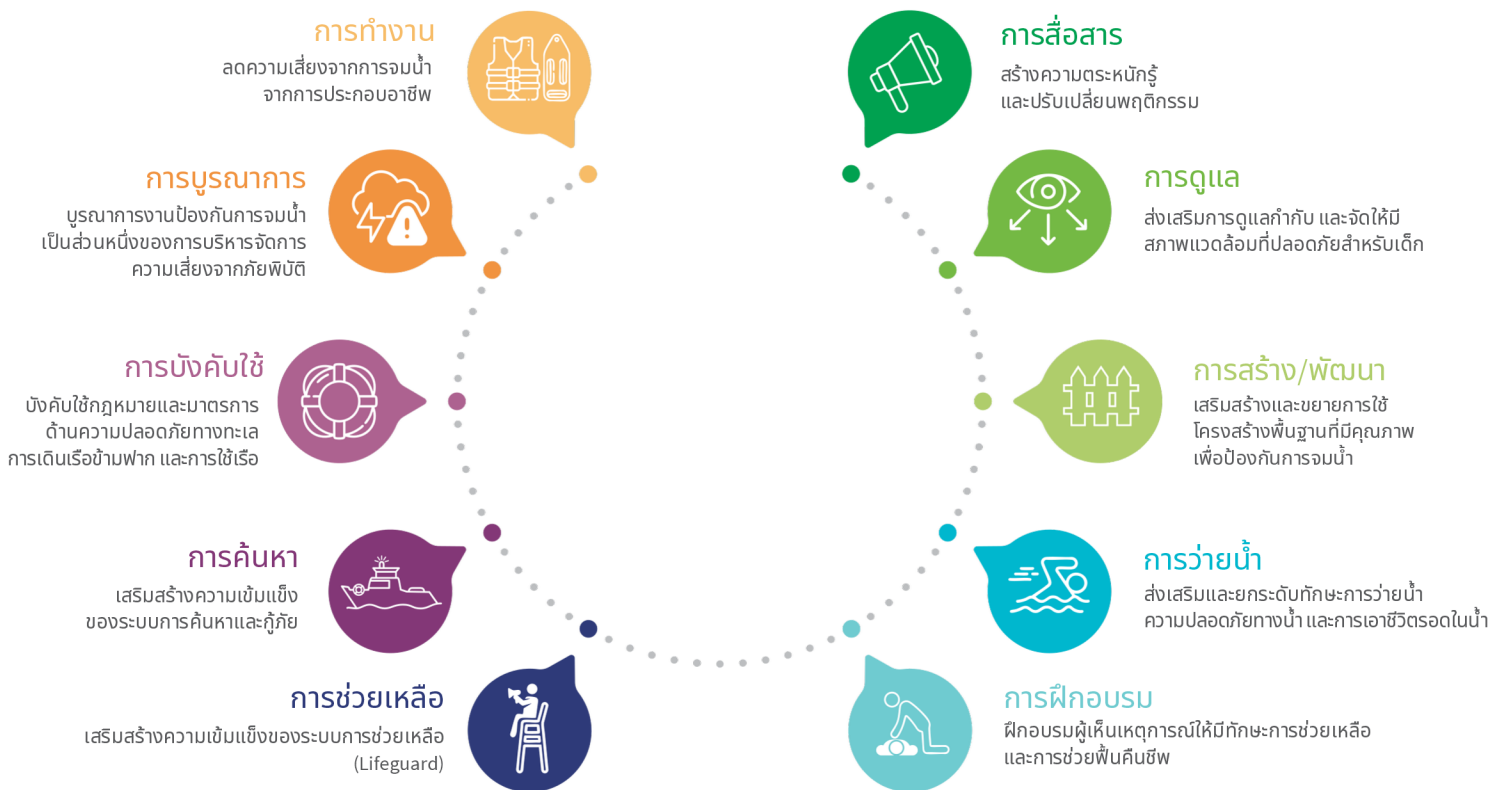 การทำงาน
ลดความเสี่ยงจากการจมน้ำ
จากการประกอบอาชีพ
การบูรณาการ
บูรณาการงานป้องกันการจมน้ำ
เป็นส่วนหนึ่งของการบริหารจัดการ
ความเสี่ยงจากภัยพิบัติ
การบังคับใช้
บังคับใช้กฎหมายและมาตรการ
ด้านความปลอดภัยทางทะเล
การเดินเรือข้ามฟาก และการใช้เรือ
การค้นหา
เสริมสร้างความเข้มแข็ง
ของระบบการค้นหาและกู้ภัย
การช่วยเหลือ
เสริมสร้างความเข้มแข็งของระบบการช่วยเหลือ
(Lifeguard)
การสื่อสาร
สร้างความตระหนักรู้
และปรับเปลี่ยนพฤติกรรม
การดูแล
ส่งเสริมการดูแลกำกับ และจัดให้มี
สภาพแวดล้อมที่ปลอดภัยสำหรับเด็ก
การสร้าง/พัฒนา
เสริมสร้างและขยายการใช้
โครงสร้างพื้นฐานที่มีคุณภาพ
เพื่อป้องกันการจมน้ำ
การว่ายน้ำ
ส่งเสริมและยกระดับทักษะการว่ายน้ำ
ความปลอดภัยทางน้ำ และการเอาชีวิตรอดในน้ำ
การฝึกอบรม
ฝึกอบรมผู้เห็นเหตุการณ์ให้มีทักษะการช่วยเหลือ
และการช่วยฟื้นคืนชีพ